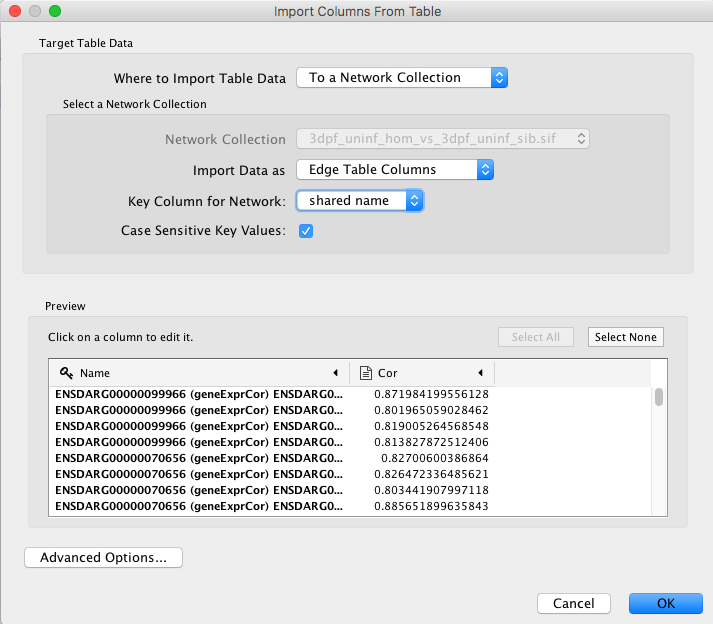 Import Columns From Table
Target Table Data
Where to Import Table Data To a Network Collection
Select a Network Collection
Network Collection 3dpf_uninf_hom_vs_3dpf_uninf_sib.sif
Import Data as Edge Table Columns
Key Column for Network: shared name
Case Sensitive Key Values:
Preview
Click on a column to edit it. Select All Select None
Name Cor
ENSDARG00000099966 (geneExprCor) ENSDARG0... 0.871984199556128
ENSDARG00000099966 (geneExprCor) ENSDARG0... 0.801965059028462
ENSDARG00000099966 (geneExprCor) ENSDARG0... 0.819005264568548
ENSDARG00000099966 (geneExprCor) ENSDARG0... 0.813827872512406
ENSDARG00000070656 (geneExprCor) ENSDARG0... 0.82700600386864
ENSDARG00000070656 (geneExprCor) ENSDARG0... 0.826472336485621
ENSDARG00000070656 (geneExprCor) ENSDARG0... 0.803441907997118
ENSDARG00000070656 (geneExprCor) ENSDARG0... 0.885651899635843
Advanced Options...
Cancel OK